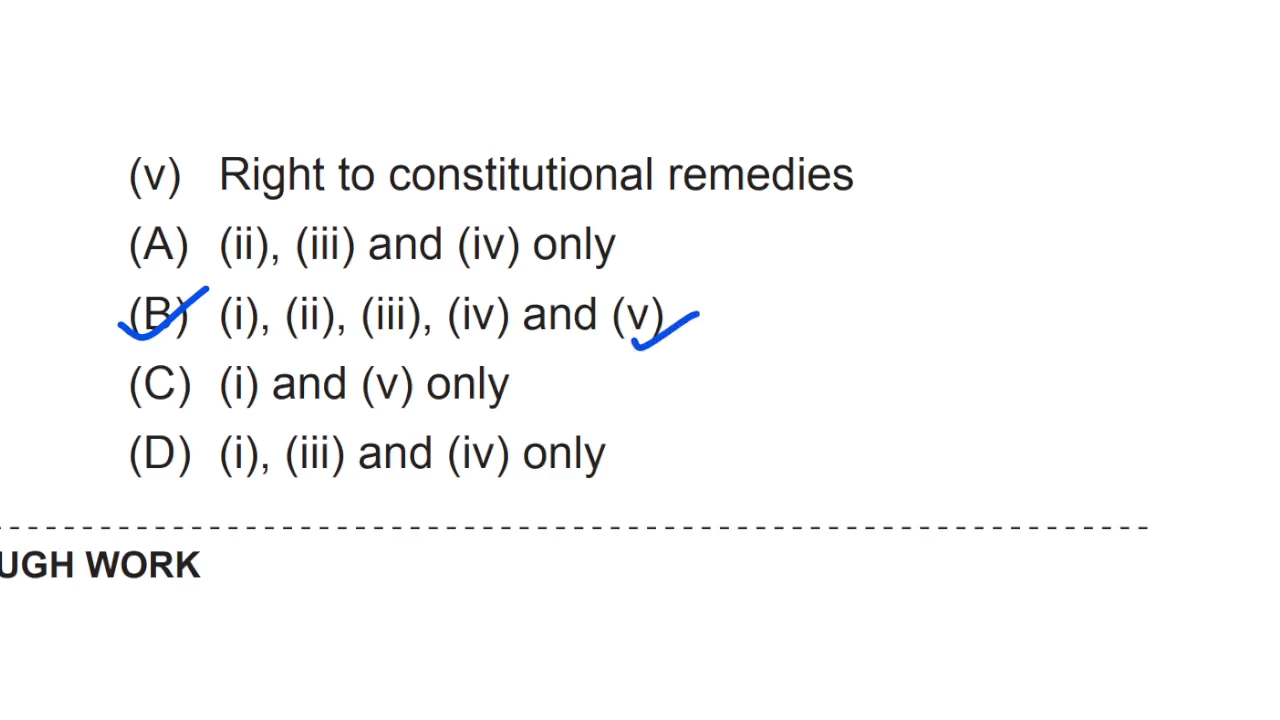 (v) Right to constitutional remedies
(A) (ii), (iii) and (iv) only
(B) (i), (ii), (iii), (iv) and (v)
(C) (i) and (v) only
(D) (i), (iii) and (iv) only
UGH WORK